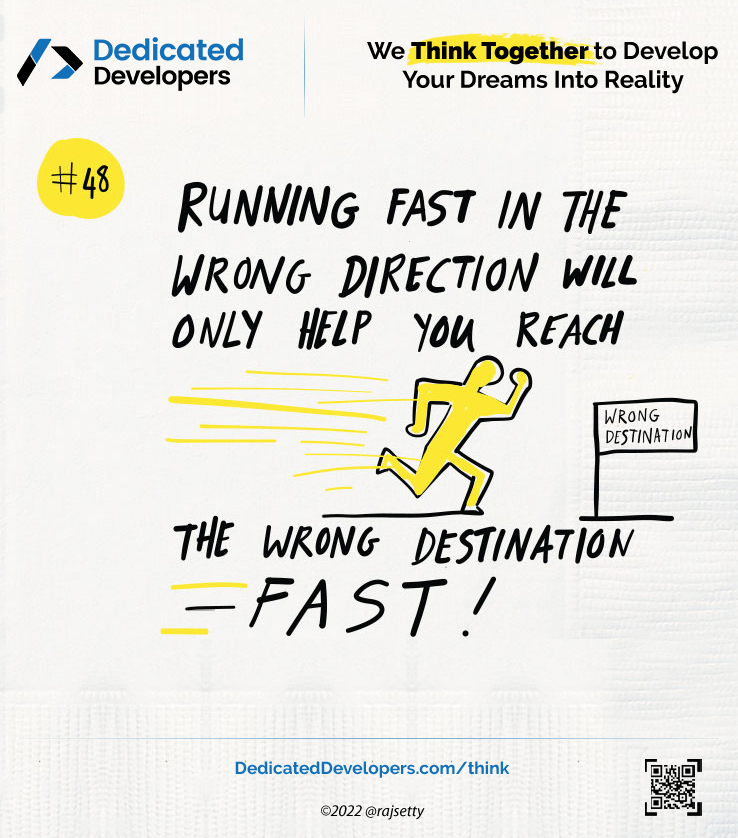 Dedicated
Developers
We Think Together to Develop
Your Dreams Into Reality
#48
RUNNING FAST IN THE
WRONG DIRECTION WILL
ONLY HELP YOU REACH
WRONG
DESTINATION
THE WRONG DESTINATION
FAST!
DedicatedDevelopers.com/think
©2022 @rajsetty